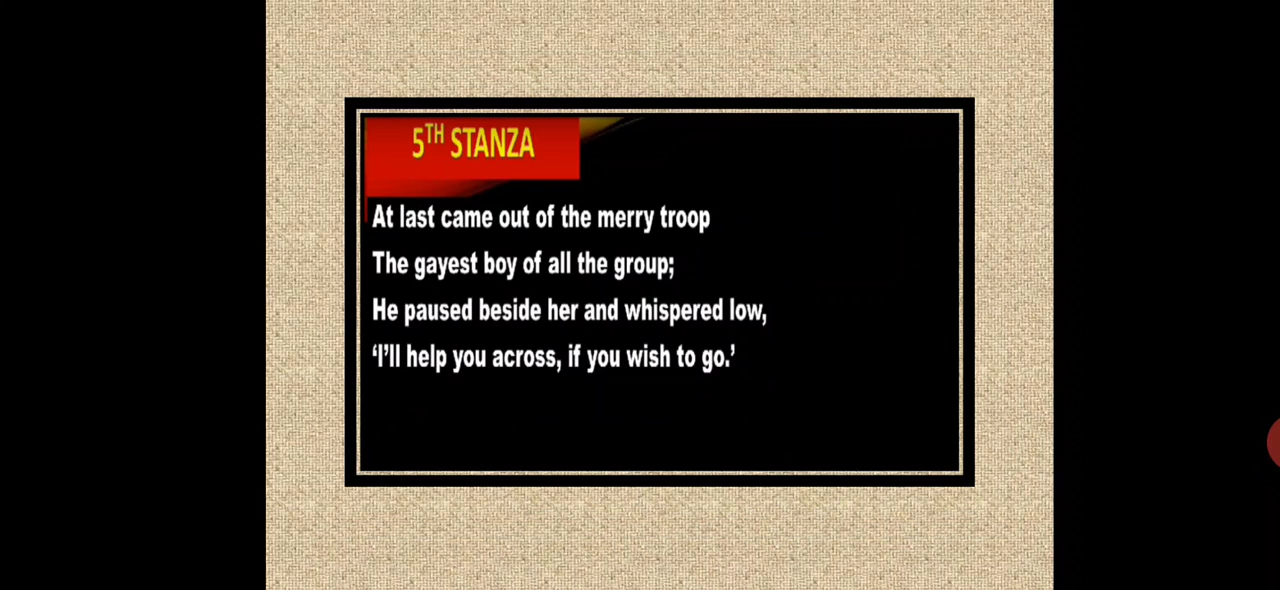 5TH STANZA
At last came out of the merry troop
The gayest boy of all the group;
He paused beside her and whispered low,
‘I’ll help you across, if you wish to go.’